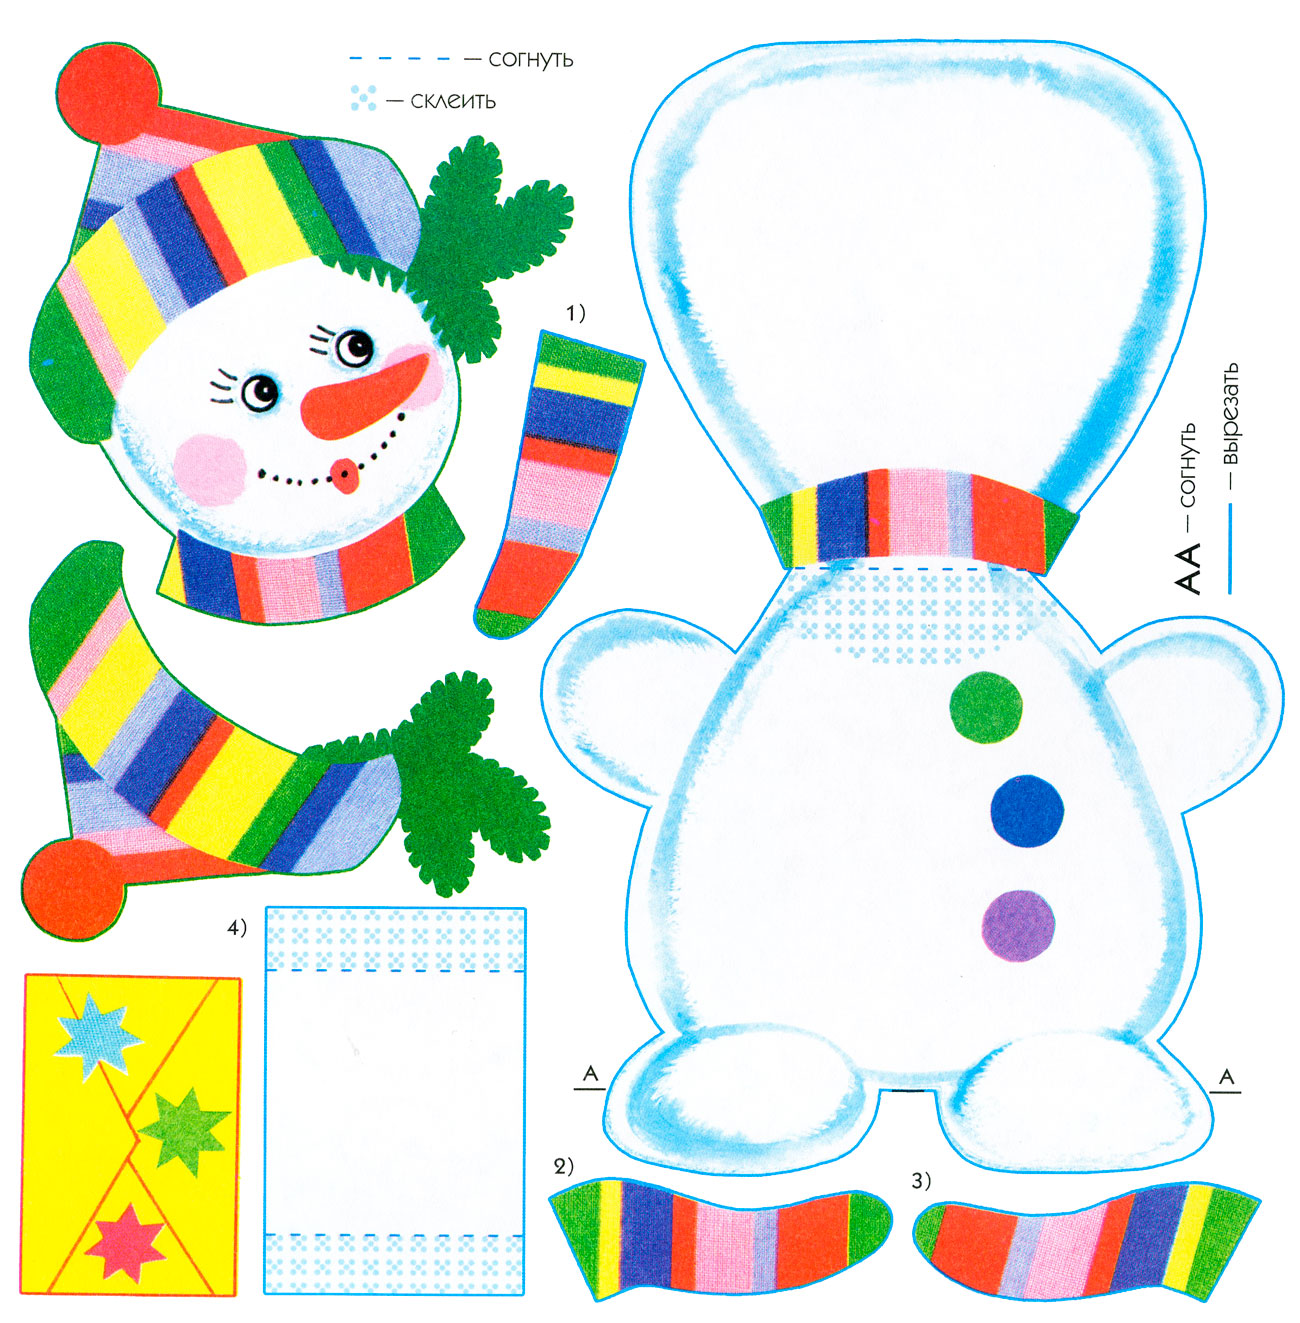 — согнуть
— склеить
1)
АА — согнуть
— вырезать
4)
А
А
2)
3)